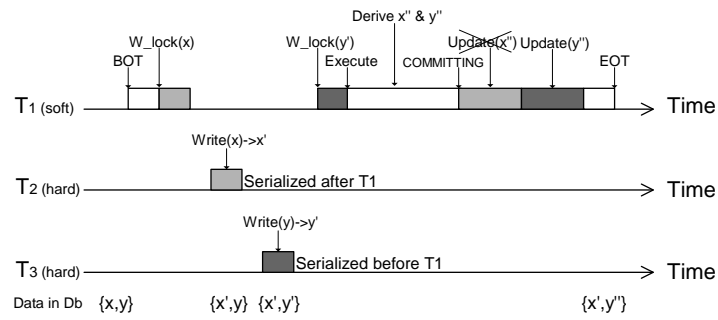 Derive x'' & y''
W_lock(x) W_lock(y') Update(x'') Update(y'')
BOT Execute COMMITTING EOT
T1 (soft) Time
Write(x)->x'
T2 (hard) Serialized after T1 Time
Write(y)->y'
T3 (hard) Serialized before T1 Time
Data in Db {x,y} {x',y} {x',y'} {x',y''}